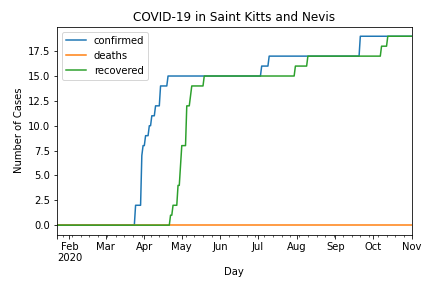 COVID-19 in Saint Kitts and Nevis
confirmed
deaths
recovered
Number of Cases
17.5
15.0
12.5
10.0
7.5
5.0
2.5
0.0
Feb Mar Apr May Jun Jul Aug Sep Oct Nov
2020
Day